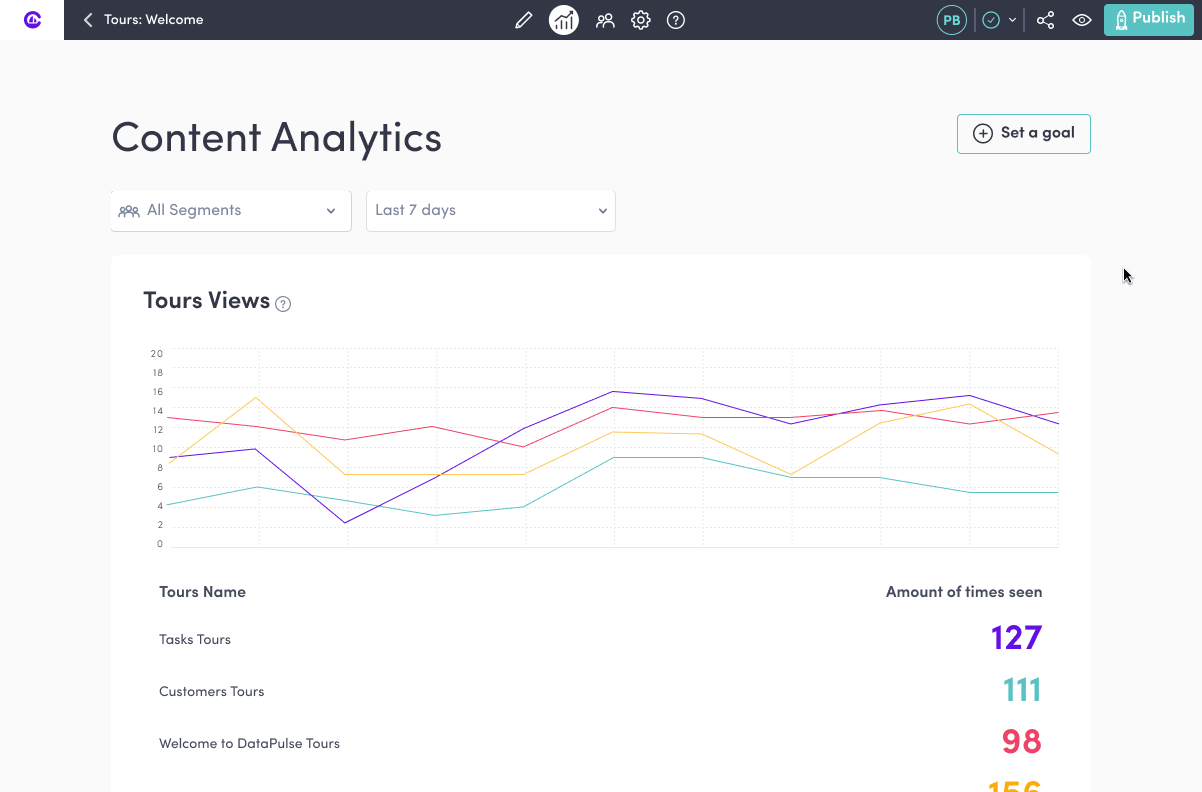 Tours: Welcome
PB
Publish
Content Analytics
Set a goal
All Segments
Last 7 days
Tours Views
20
18
16
14
12
10
8
6
4
2
0
Tours Name Amount of times seen
Tasks Tours 127
Customers Tours 111
Welcome to DataPulse Tours 98
156